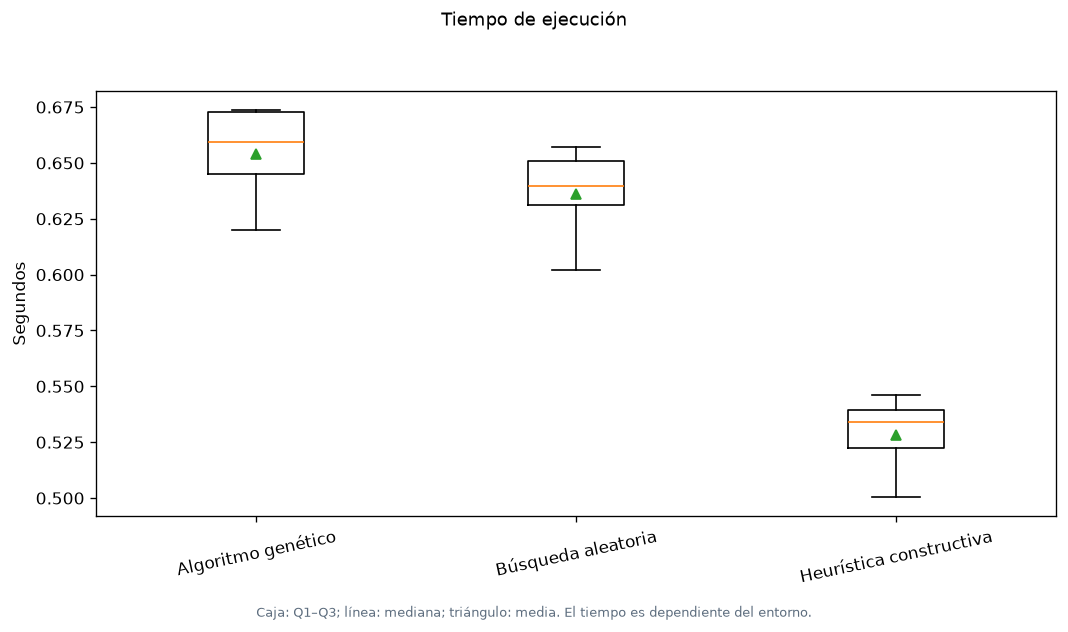 Tiempo de ejecución
0.675
0.650
0.625
0.600
0.575
0.550
0.525
0.500
Segundos
Algoritmo genético
Búsqueda aleatoria
Heurística constructiva
Caja: Q1–Q3; línea: mediana; triángulo: media. El tiempo es dependiente del entorno.